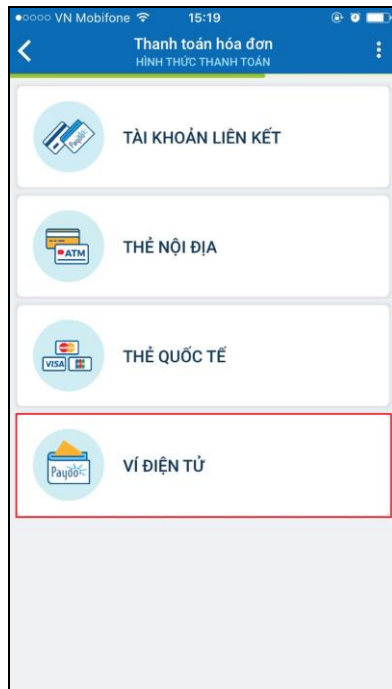 VN Mobifone 15:19
Thanh toán hóa đơn
HÌNH THỨC THANH TOÁN
Payoo
TÀI KHOẢN LIÊN KẾT
ATM
THẺ NỘI ĐỊA
VISA
THẺ QUỐC TẾ
Payoo
VÍ ĐIỆN TỬ